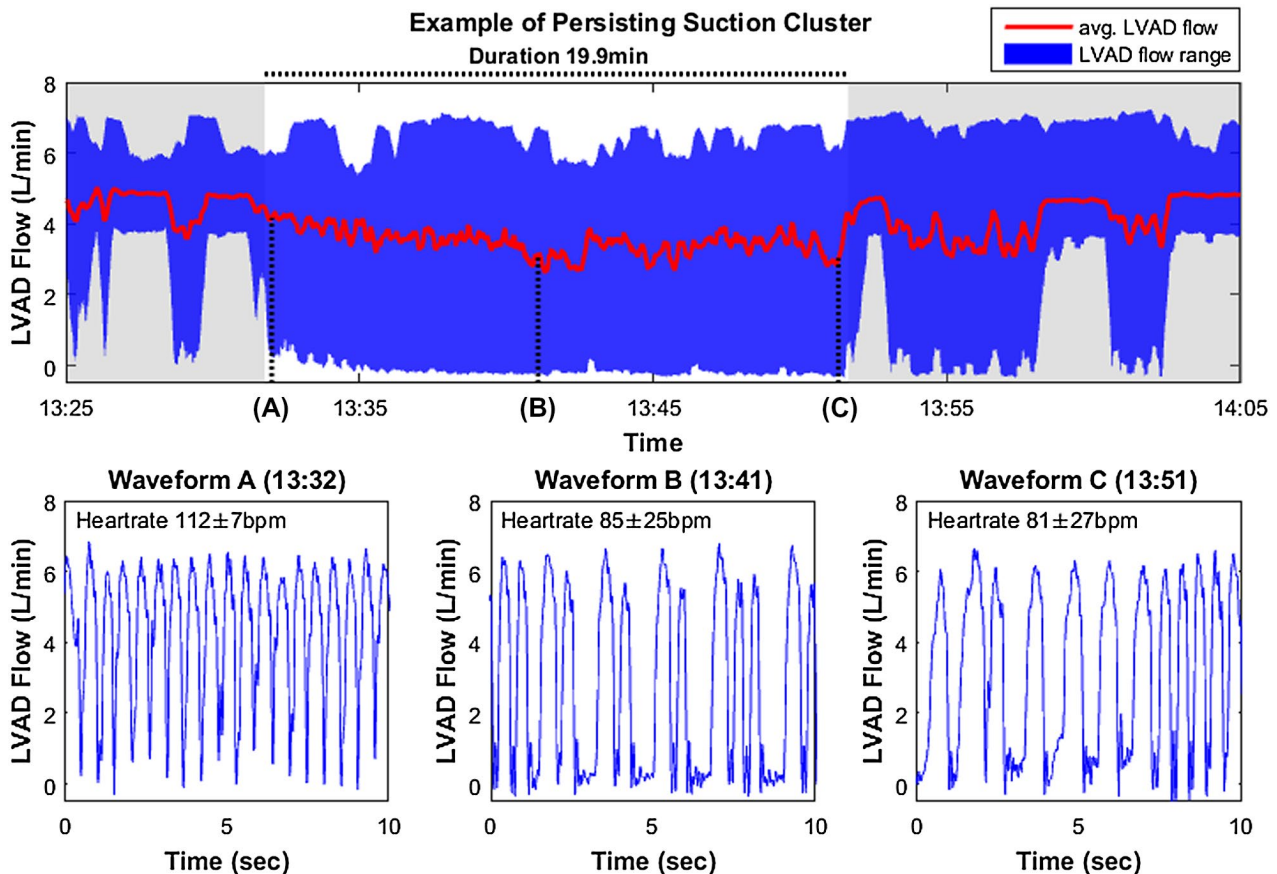 Example of Persisting Suction Cluster
Duration 19.9min
avg. LVAD flow
LVAD flow range
LVAD Flow (L/min)
8
6
4
2
0
13:25
(A)
13:35
(B)
13:45
(C)
13:55
14:05
Time
Waveform A (13:32)
Heartrate 112±7bpm
LVAD Flow (L/min)
8
6
4
2
0
0
5
10
Time (sec)
Waveform B (13:41)
Heartrate 85±25bpm
LVAD Flow (L/min)
8
6
4
2
0
0
5
10
Time (sec)
Waveform C (13:51)
Heartrate 81±27bpm
LVAD Flow (L/min)
8
6
4
2
0
0
5
10
Time (sec)